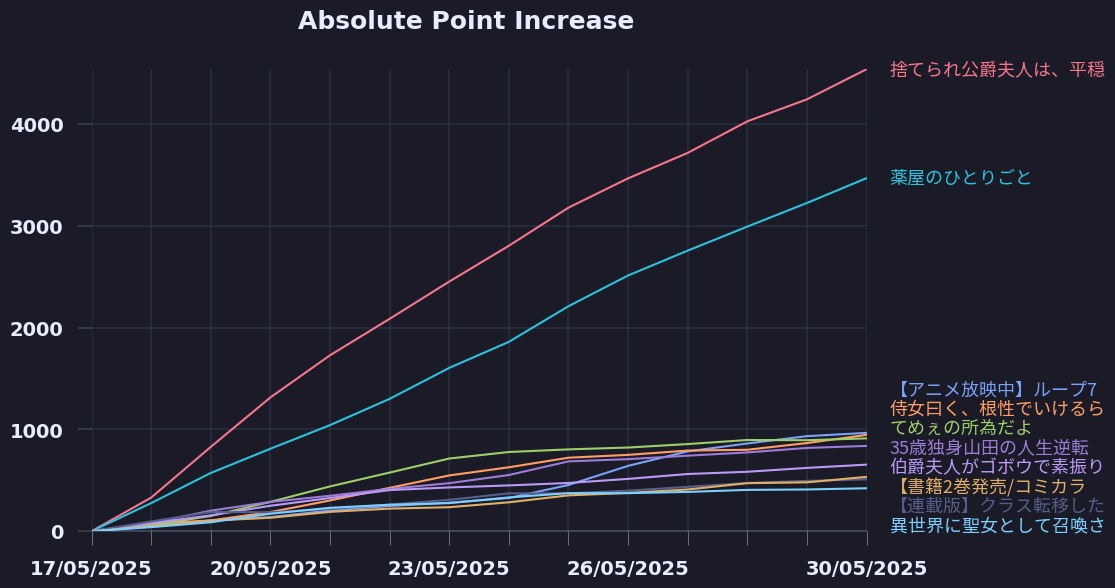 Absolute Point Increase
4000
3000
2000
1000
0
17/05/2025
20/05/2025
23/05/2025
26/05/2025
30/05/2025
捨てられ公爵夫人は、平穏
薬屋のひとりごと
【アニメ放映中】ループ7
侍女曰く、根性でいけるら
てめぇの所為だよ
35歳独身山田の人生逆転
伯爵夫人がゴボウで素振り
【書籍2巻発売/コミカラ
【連載版】クラス転移した
異世界に聖女として召喚さ